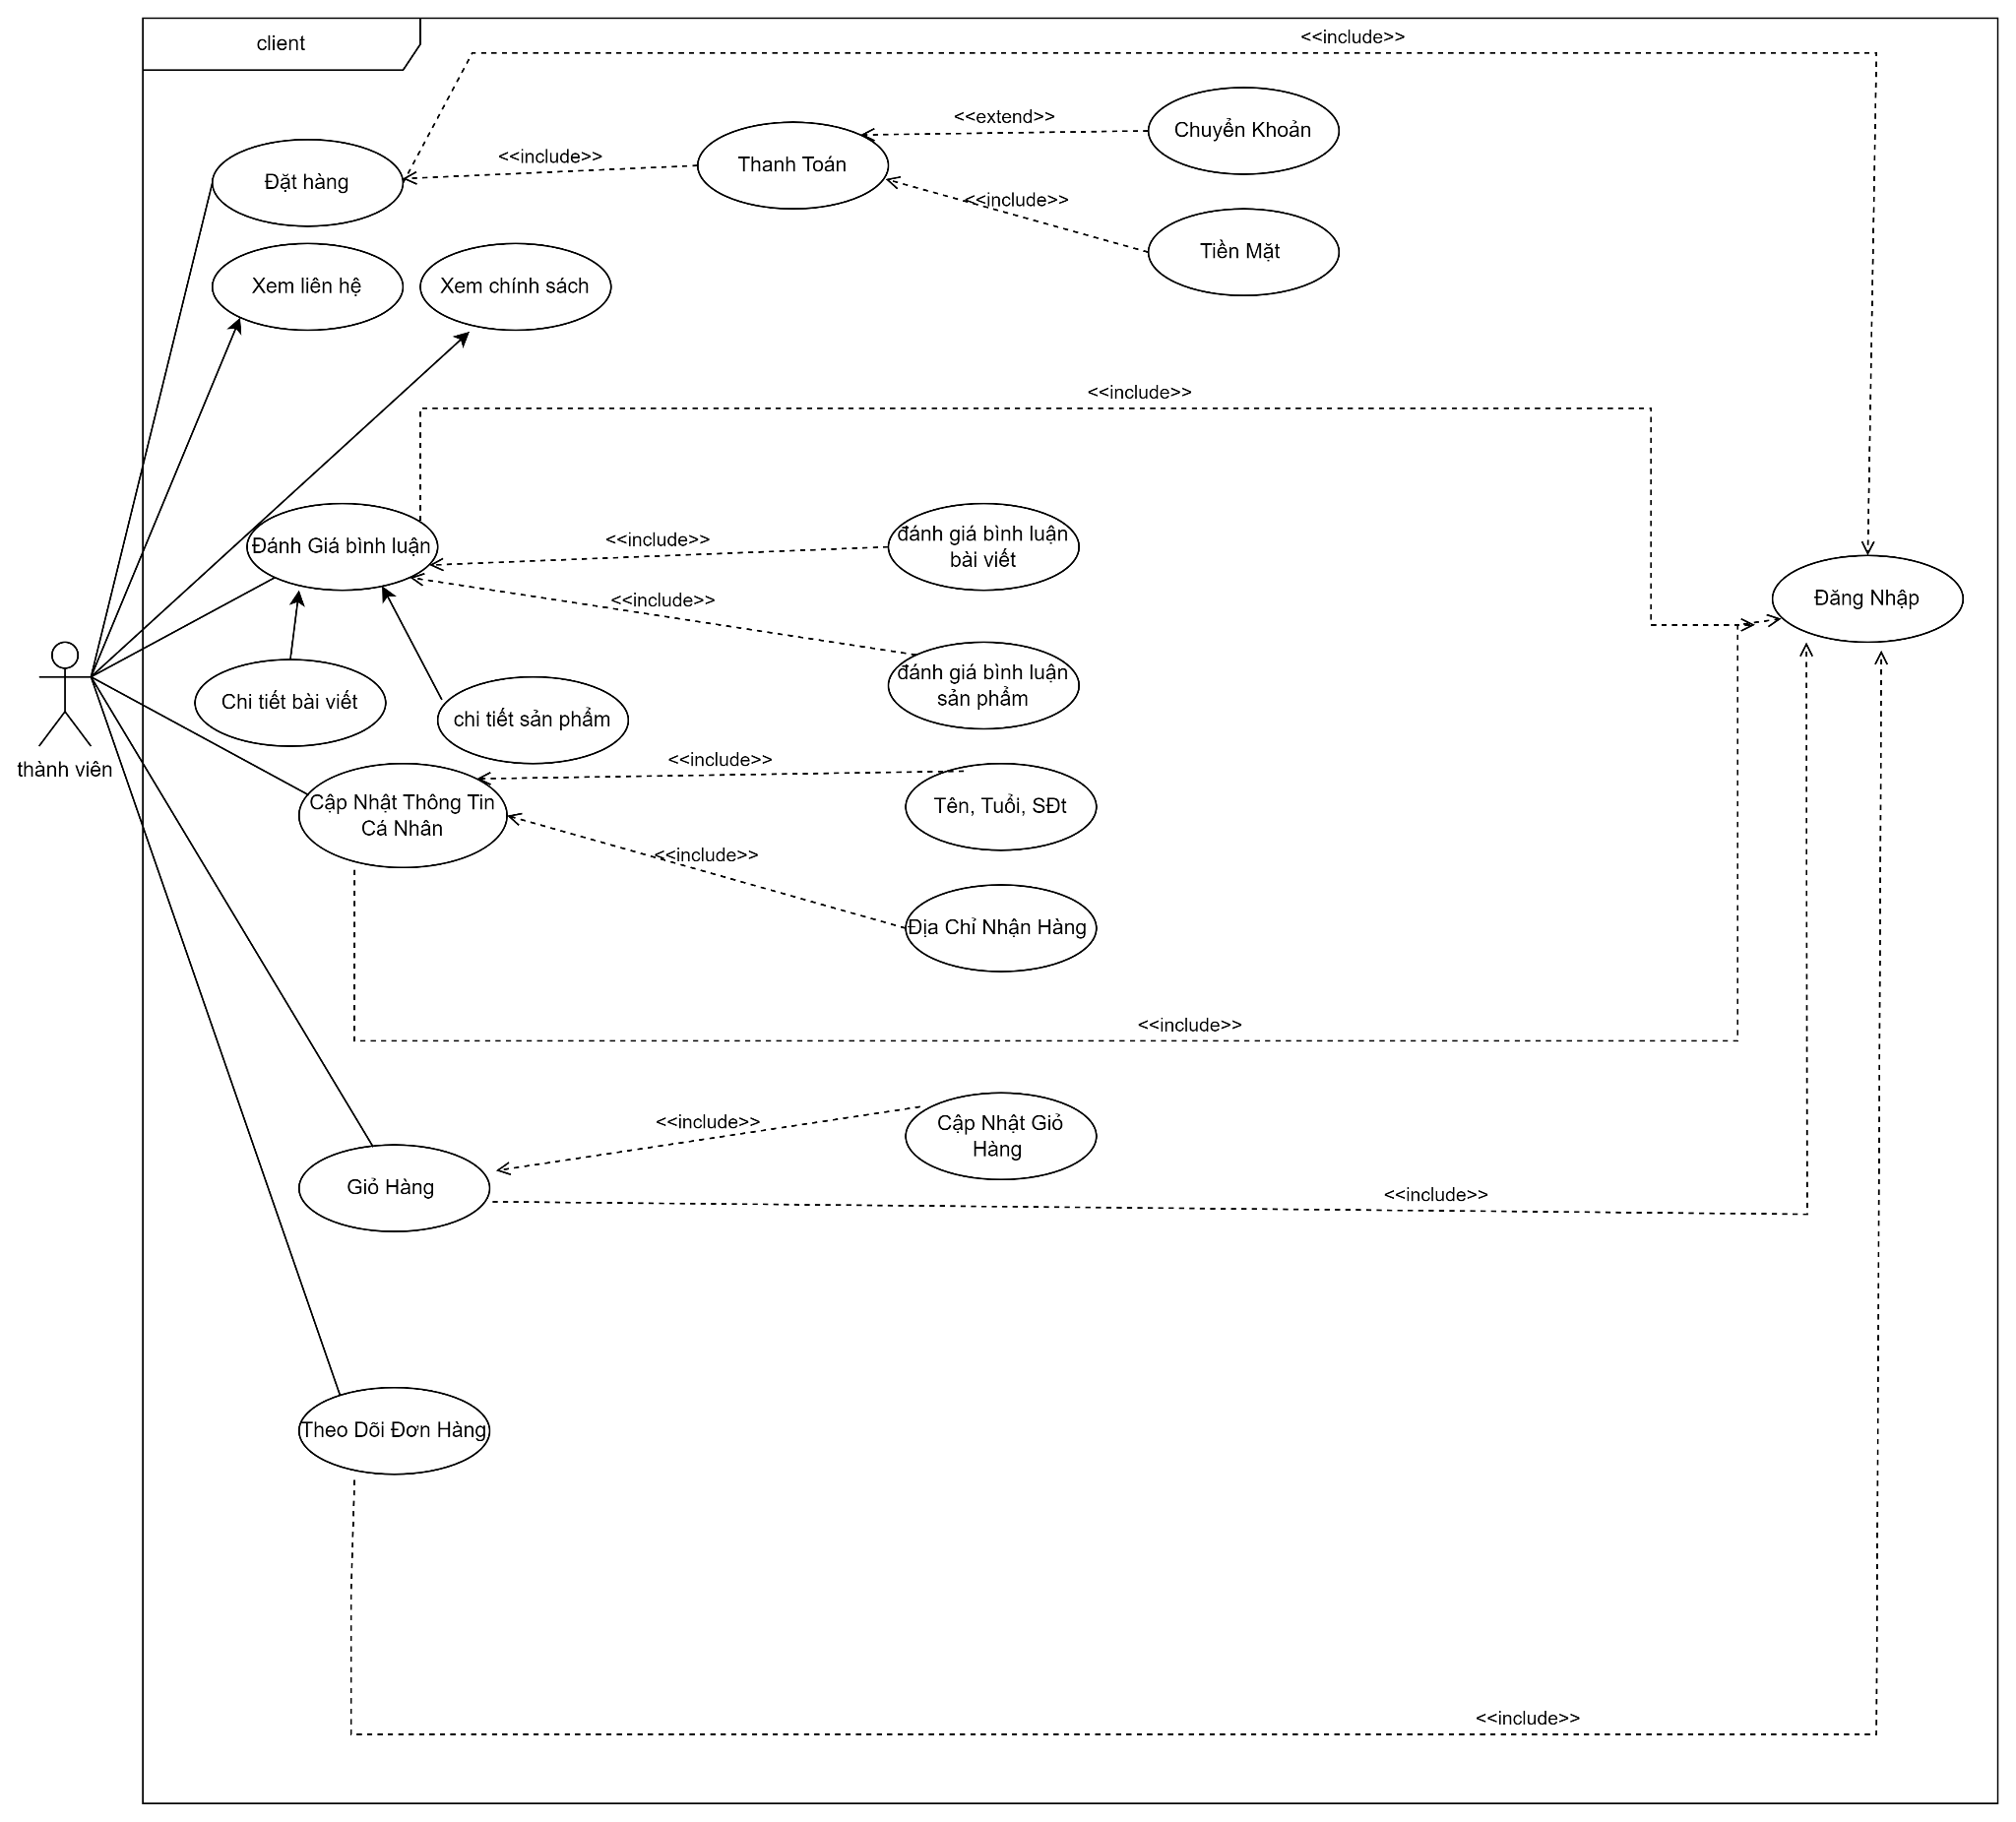 client
<<include>>
<<extend>>
Chuyển Khoản
<<include>>
Thanh Toán
Đặt hàng
<<include>>
Tiền Mặt
Xem liên hệ
Xem chính sách
<<include>>
Đánh Giá bình luận
<<include>>
đánh giá bình luận
bài viết
Đăng Nhập
<<include>>
đánh giá bình luận
sản phẩm
Chi tiết bài viết
chi tiết sản phẩm
thành viên
<<include>>
Cập Nhật Thông Tin
Cá Nhân
Tên, Tuổi, SĐt
<<include>>
Địa Chỉ Nhận Hàng
<<include>>
<<include>>
Cập Nhật Giỏ
Hàng
Giỏ Hàng
<<include>>
Theo Dõi Đơn Hàng
<<include>>